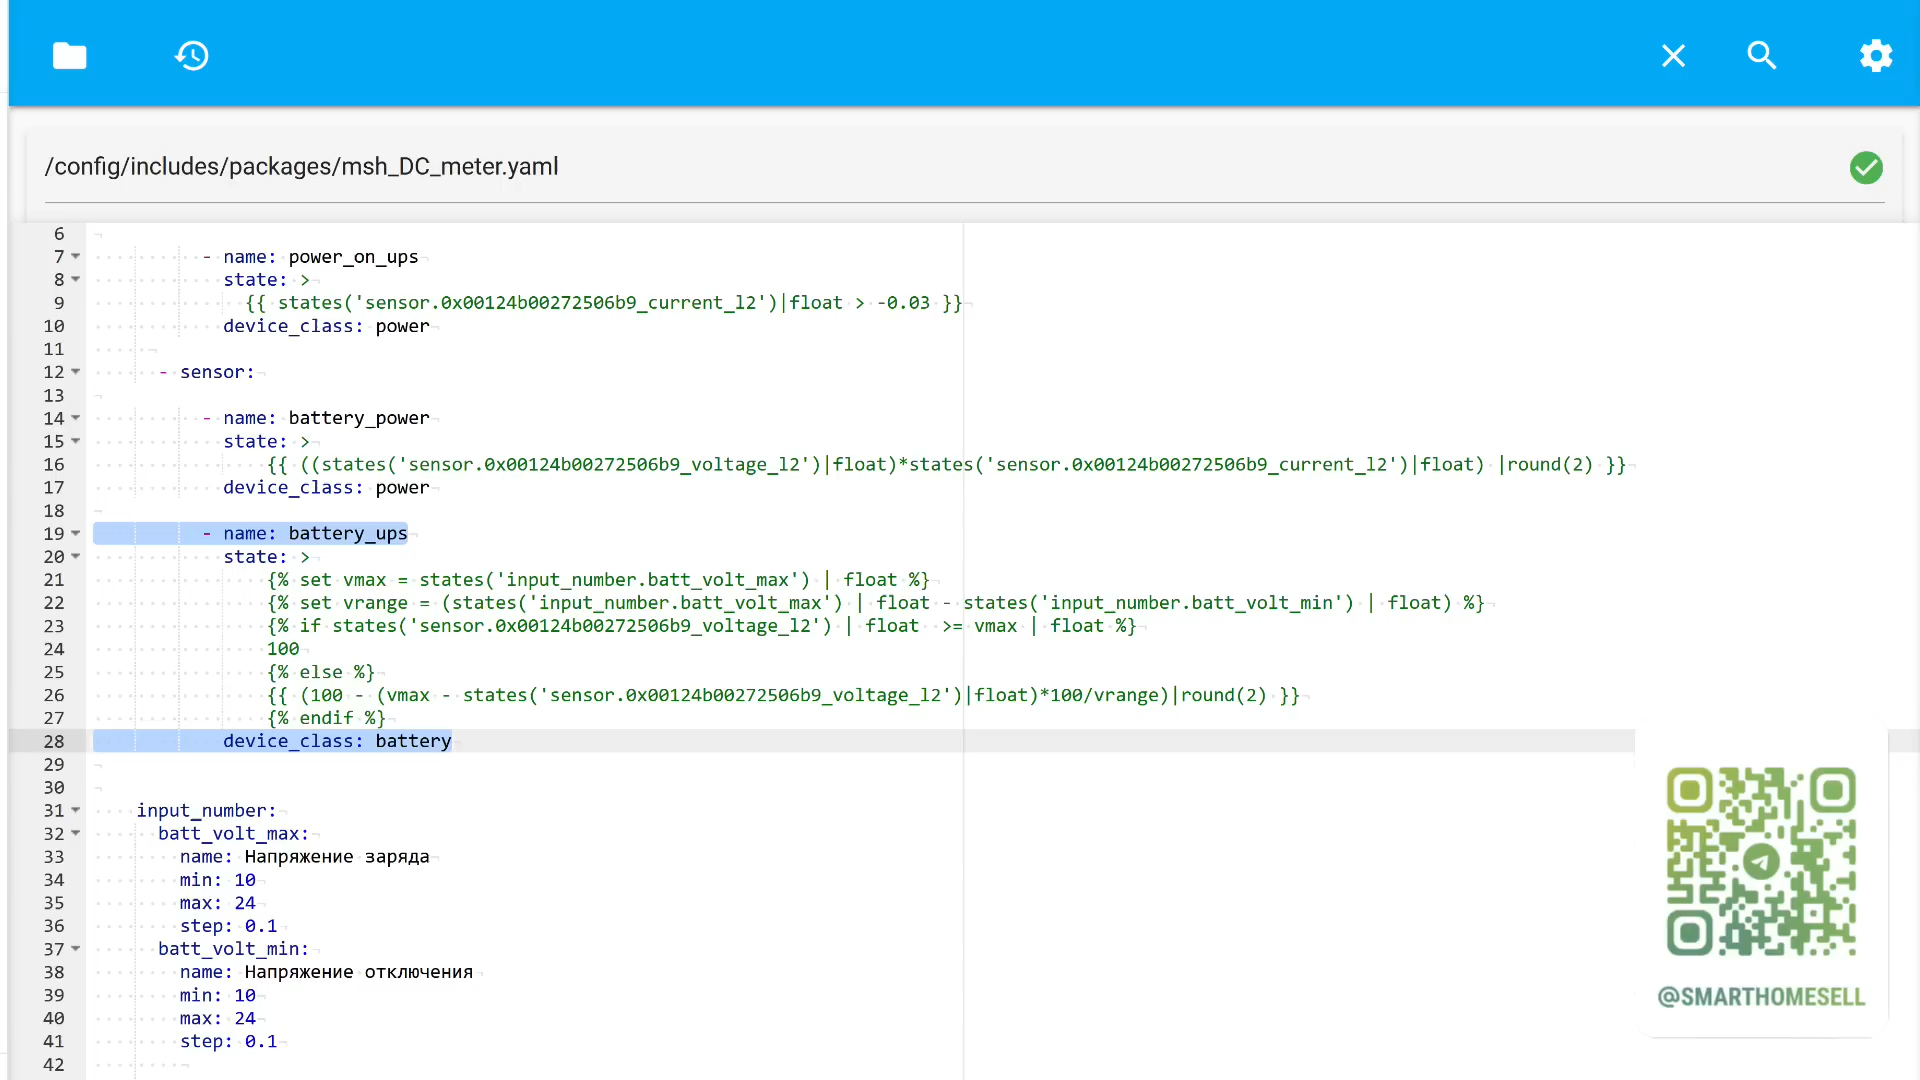 /config/includes/packages/msh_DC_meter.yaml
6
7 - name: power_on_ups
8 state: >
9 {{ states('sensor.0x00124b00272506b9_current_l2')|float > -0.03 }}
10 device_class: power
11
12 - sensor:
13
14 - name: battery_power
15 state: >
16 {{ ((states('sensor.0x00124b00272506b9_voltage_l2')|float)*states('sensor.0x00124b00272506b9_current_l2')|float) |round(2) }}
17 device_class: power
18
19 - name: battery_ups
20 state: >
21 {% set vmax = states('input_number.batt_volt_max') | float %}
22 {% set vrange = (states('input_number.batt_volt_max') | float - states('input_number.batt_volt_min') | float) %}
23 {% if states('sensor.0x00124b00272506b9_voltage_l2') | float  >= vmax | float %}
24 100
25 {% else %}
26 {{ (100 - (vmax - states('sensor.0x00124b00272506b9_voltage_l2')|float)*100/vrange)|round(2) }}
27 {% endif %}
28 device_class: battery
29
30
31 input_number:
32 batt_volt_max:
33 name: Напряжение заряда
34 min: 10
35 max: 24
36 step: 0.1
37 batt_volt_min:
38 name: Напряжение отключения
39 min: 10
40 max: 24
41 step: 0.1
42
@SMARTHOMESELL